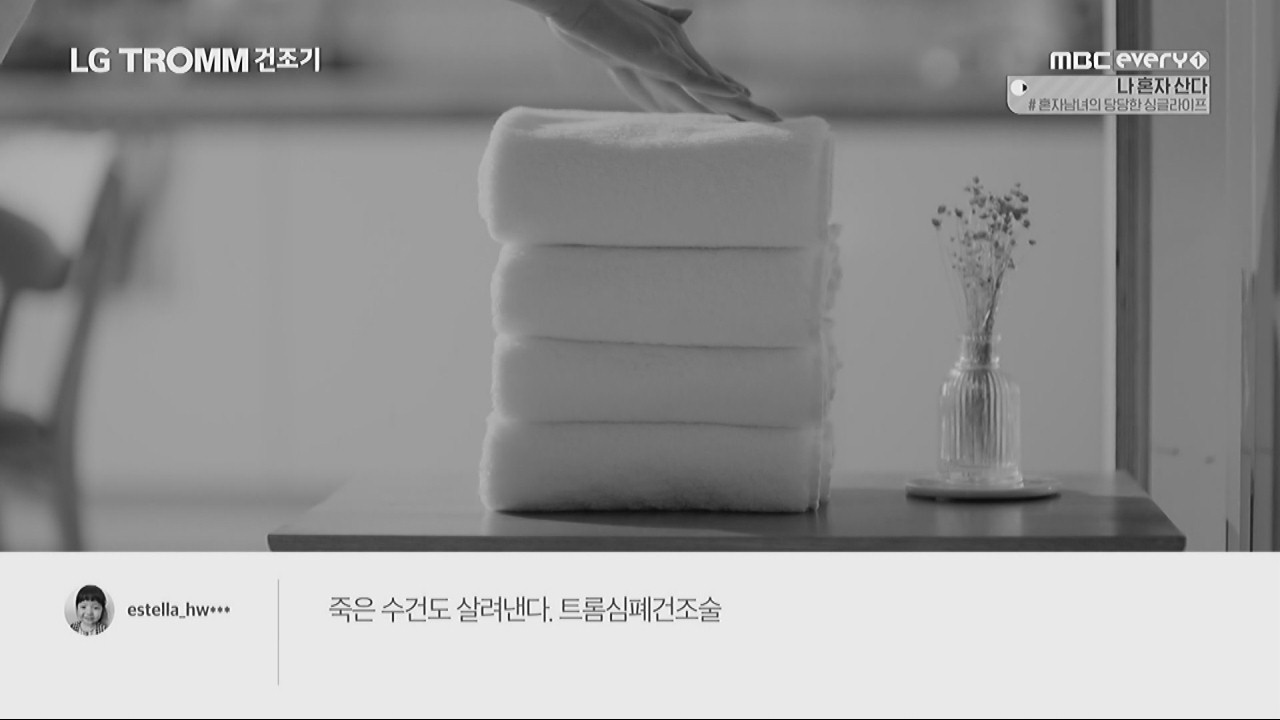 LG TROMM 건조기
MBC every1
나 혼자 산다
# 혼자남녀의 당당한 싱글라이프
estella_hw***
죽은 수건도 살려낸다. 트롬심폐건조술